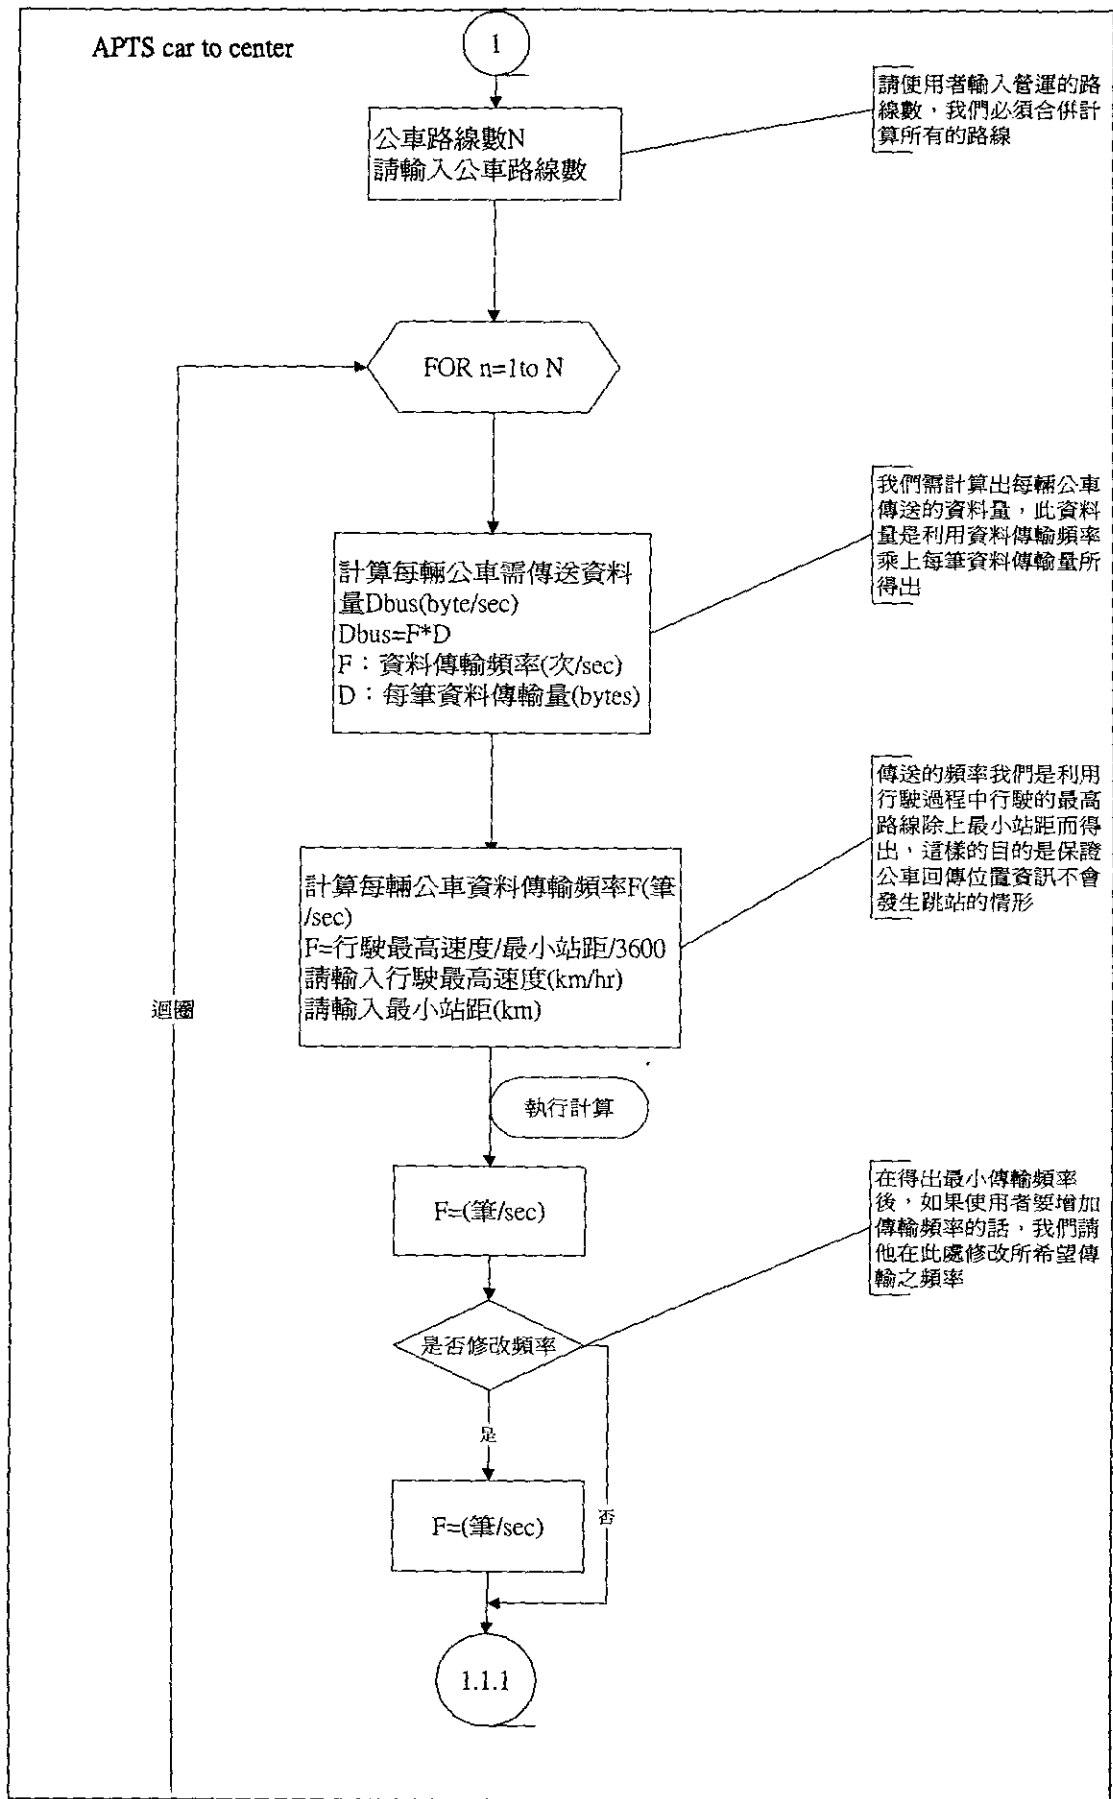 APTS car to center
1
請使用者輸入營運的路
線數，我們必須合併計
算所有的路線
公車路線數N
請輸入公車路線數
FOR n=1to N
我們需計算出每輛公車
傳送的資料量，此資料
量是利用資料傳輸頻率
乘上每筆資料傳輸量所
得出
計算每輛公車需傳送資料
量Dbus(byte/sec)
Dbus=F*D
F：資料傳輸頻率(次/sec)
D：每筆資料傳輸量(bytes)
傳送的頻率我們是利用
行駛過程中行駛的最高
路線除上最小站距而得
出，這樣的目的是保證
公車回傳位置資訊不會
發生跳站的情形
計算每輛公車資料傳輸頻率F(筆
/sec)
F=行駛最高速度/最小站距/3600
請輸入行駛最高速度(km/hr)
請輸入最小站距(km)
迴圈
執行計算
F=(筆/sec)
在得出最小傳輸頻率
後，如果使用者要增加
傳輸頻率的話，我們請
他在此處修改所希望傳
輸之頻率
是否修改頻率
是
否
F=(筆/sec)
1.1.1